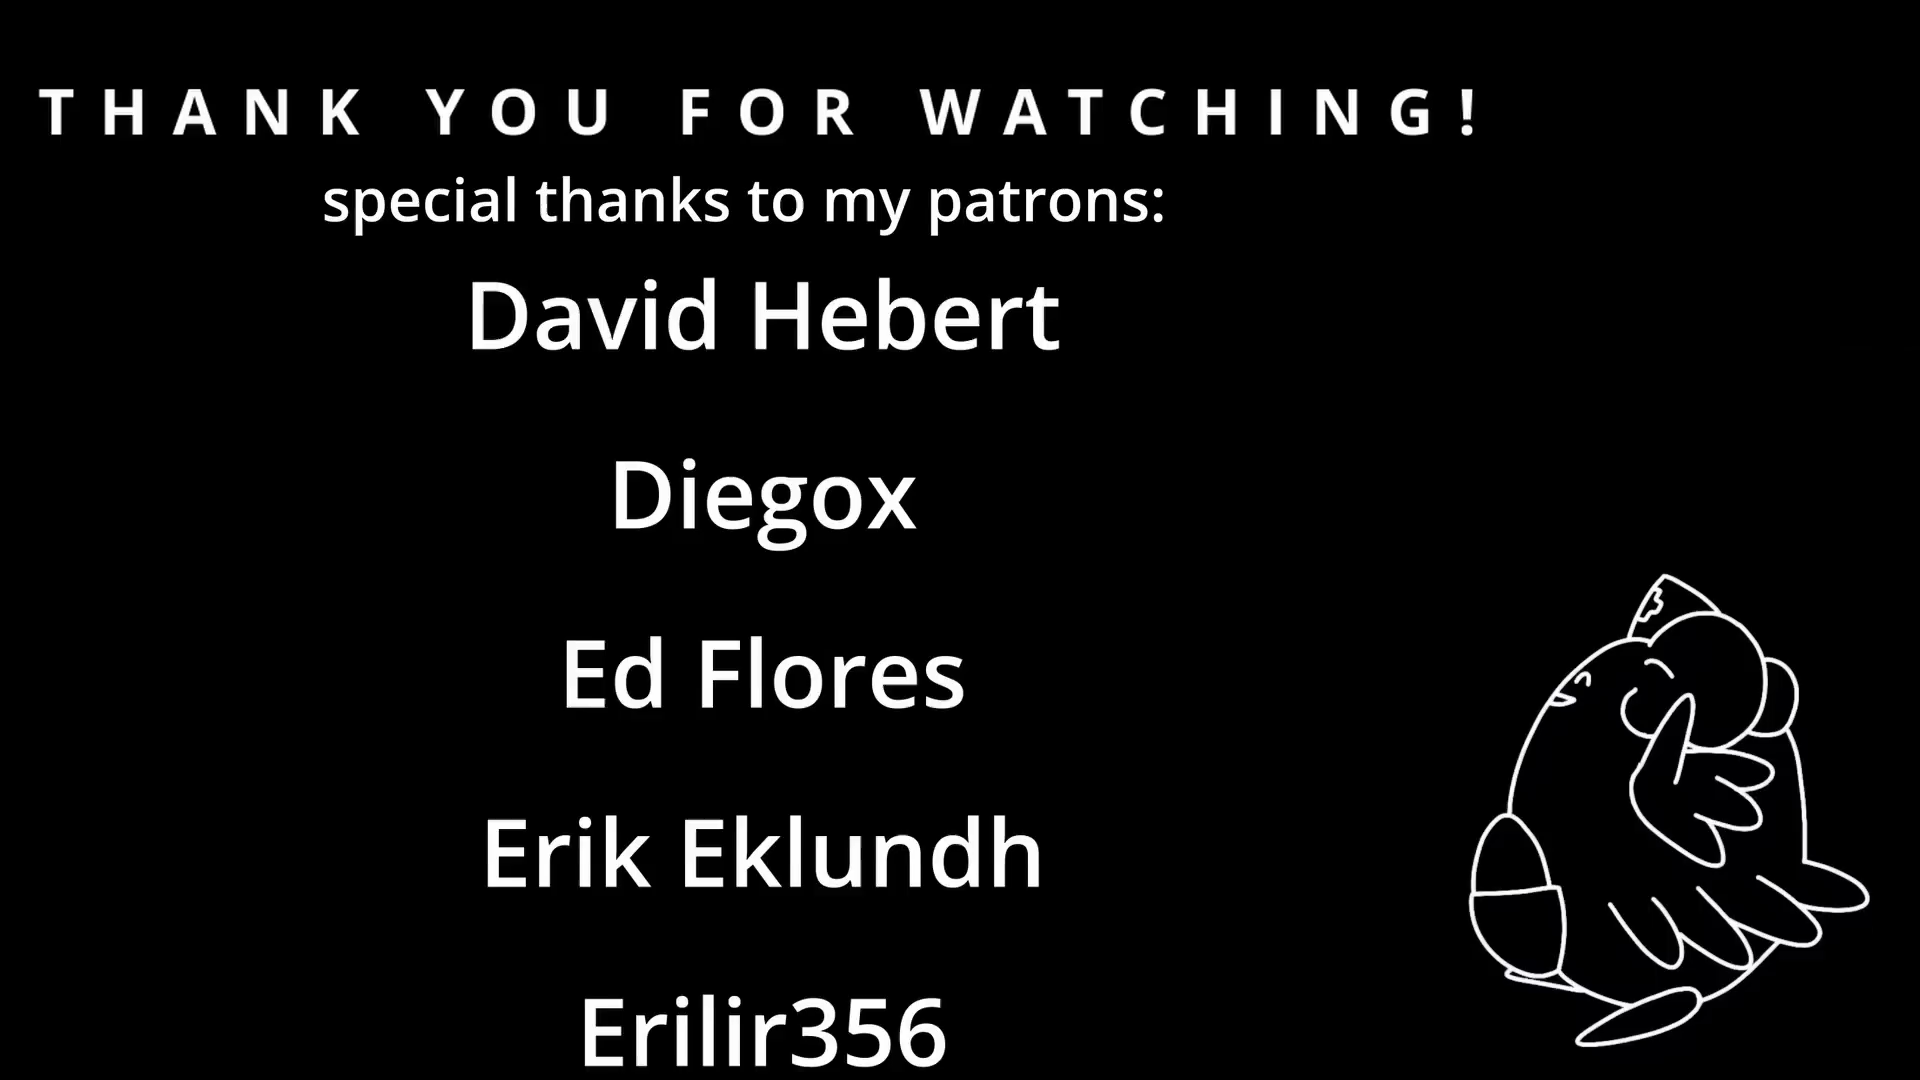 THANK YOU FOR WATCHING!
special thanks to my patrons:
David Hebert
Diegox
Ed Flores
Erik Eklundh
Erilir356